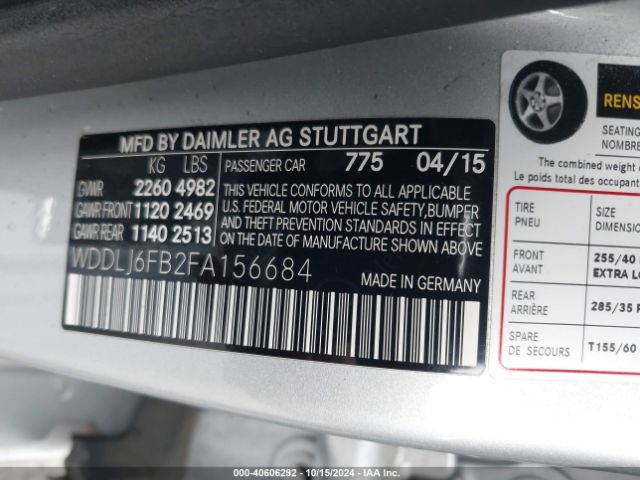 MFD BY DAIMLER AG STUTTGART
KG LBS PASSENGER CAR 775 04/15
GVWR 2260 4982
GAWR FRONT 1120 2469
GAWR REAR 1140 2513
THIS VEHICLE CONFORMS TO ALL APPLICABLE
U.S. FEDERAL MOTOR VEHICLE SAFETY, BUMPER
AND THEFT PREVENTION STANDARDS IN EFFECT
ON THE DATE OF MANUFACTURE SHOWN ABOVE
WDDLJ6FB2FA156684
MADE IN GERMANY
RENS
SEATING
NOMBRE
The combined weight
Le poids total des occupant
TIRE
PNEU
SIZE
DIMENSION
FRONT
AVANT
255/40
EXTRA LO
REAR
ARRIÈRE
285/35
SPARE
DE SECOURS
T155/60
000-40606292 - 10/15/2024 - IAA Inc.